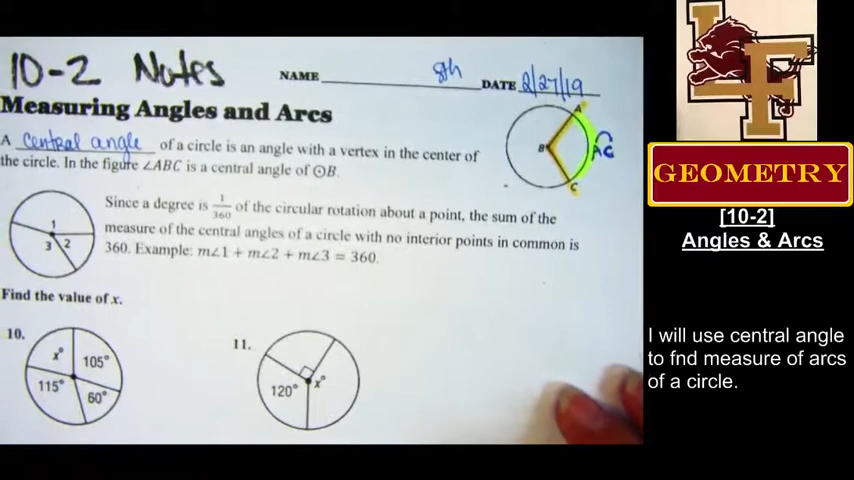 10-2 Notes
NAME 8th DATE 2/27/19
Measuring Angles and Arcs
A central angle of a circle is an angle with a vertex in the center of
the circle. In the figure ∠ABC is a central angle of ⊙B.
A
B
C
AC
Since a degree is 1/360 of the circular rotation about a point, the sum of the
measure of the central angles of a circle with no interior points in common is
360. Example: m∠1 + m∠2 + m∠3 = 360.
1
3 2
Find the value of x.
10.
x° 105°
115° 60°
11.
120° x°
LF
GEOMETRY
[10-2]
Angles & Arcs
I will use central angle
to fnd measure of arcs
of a circle.